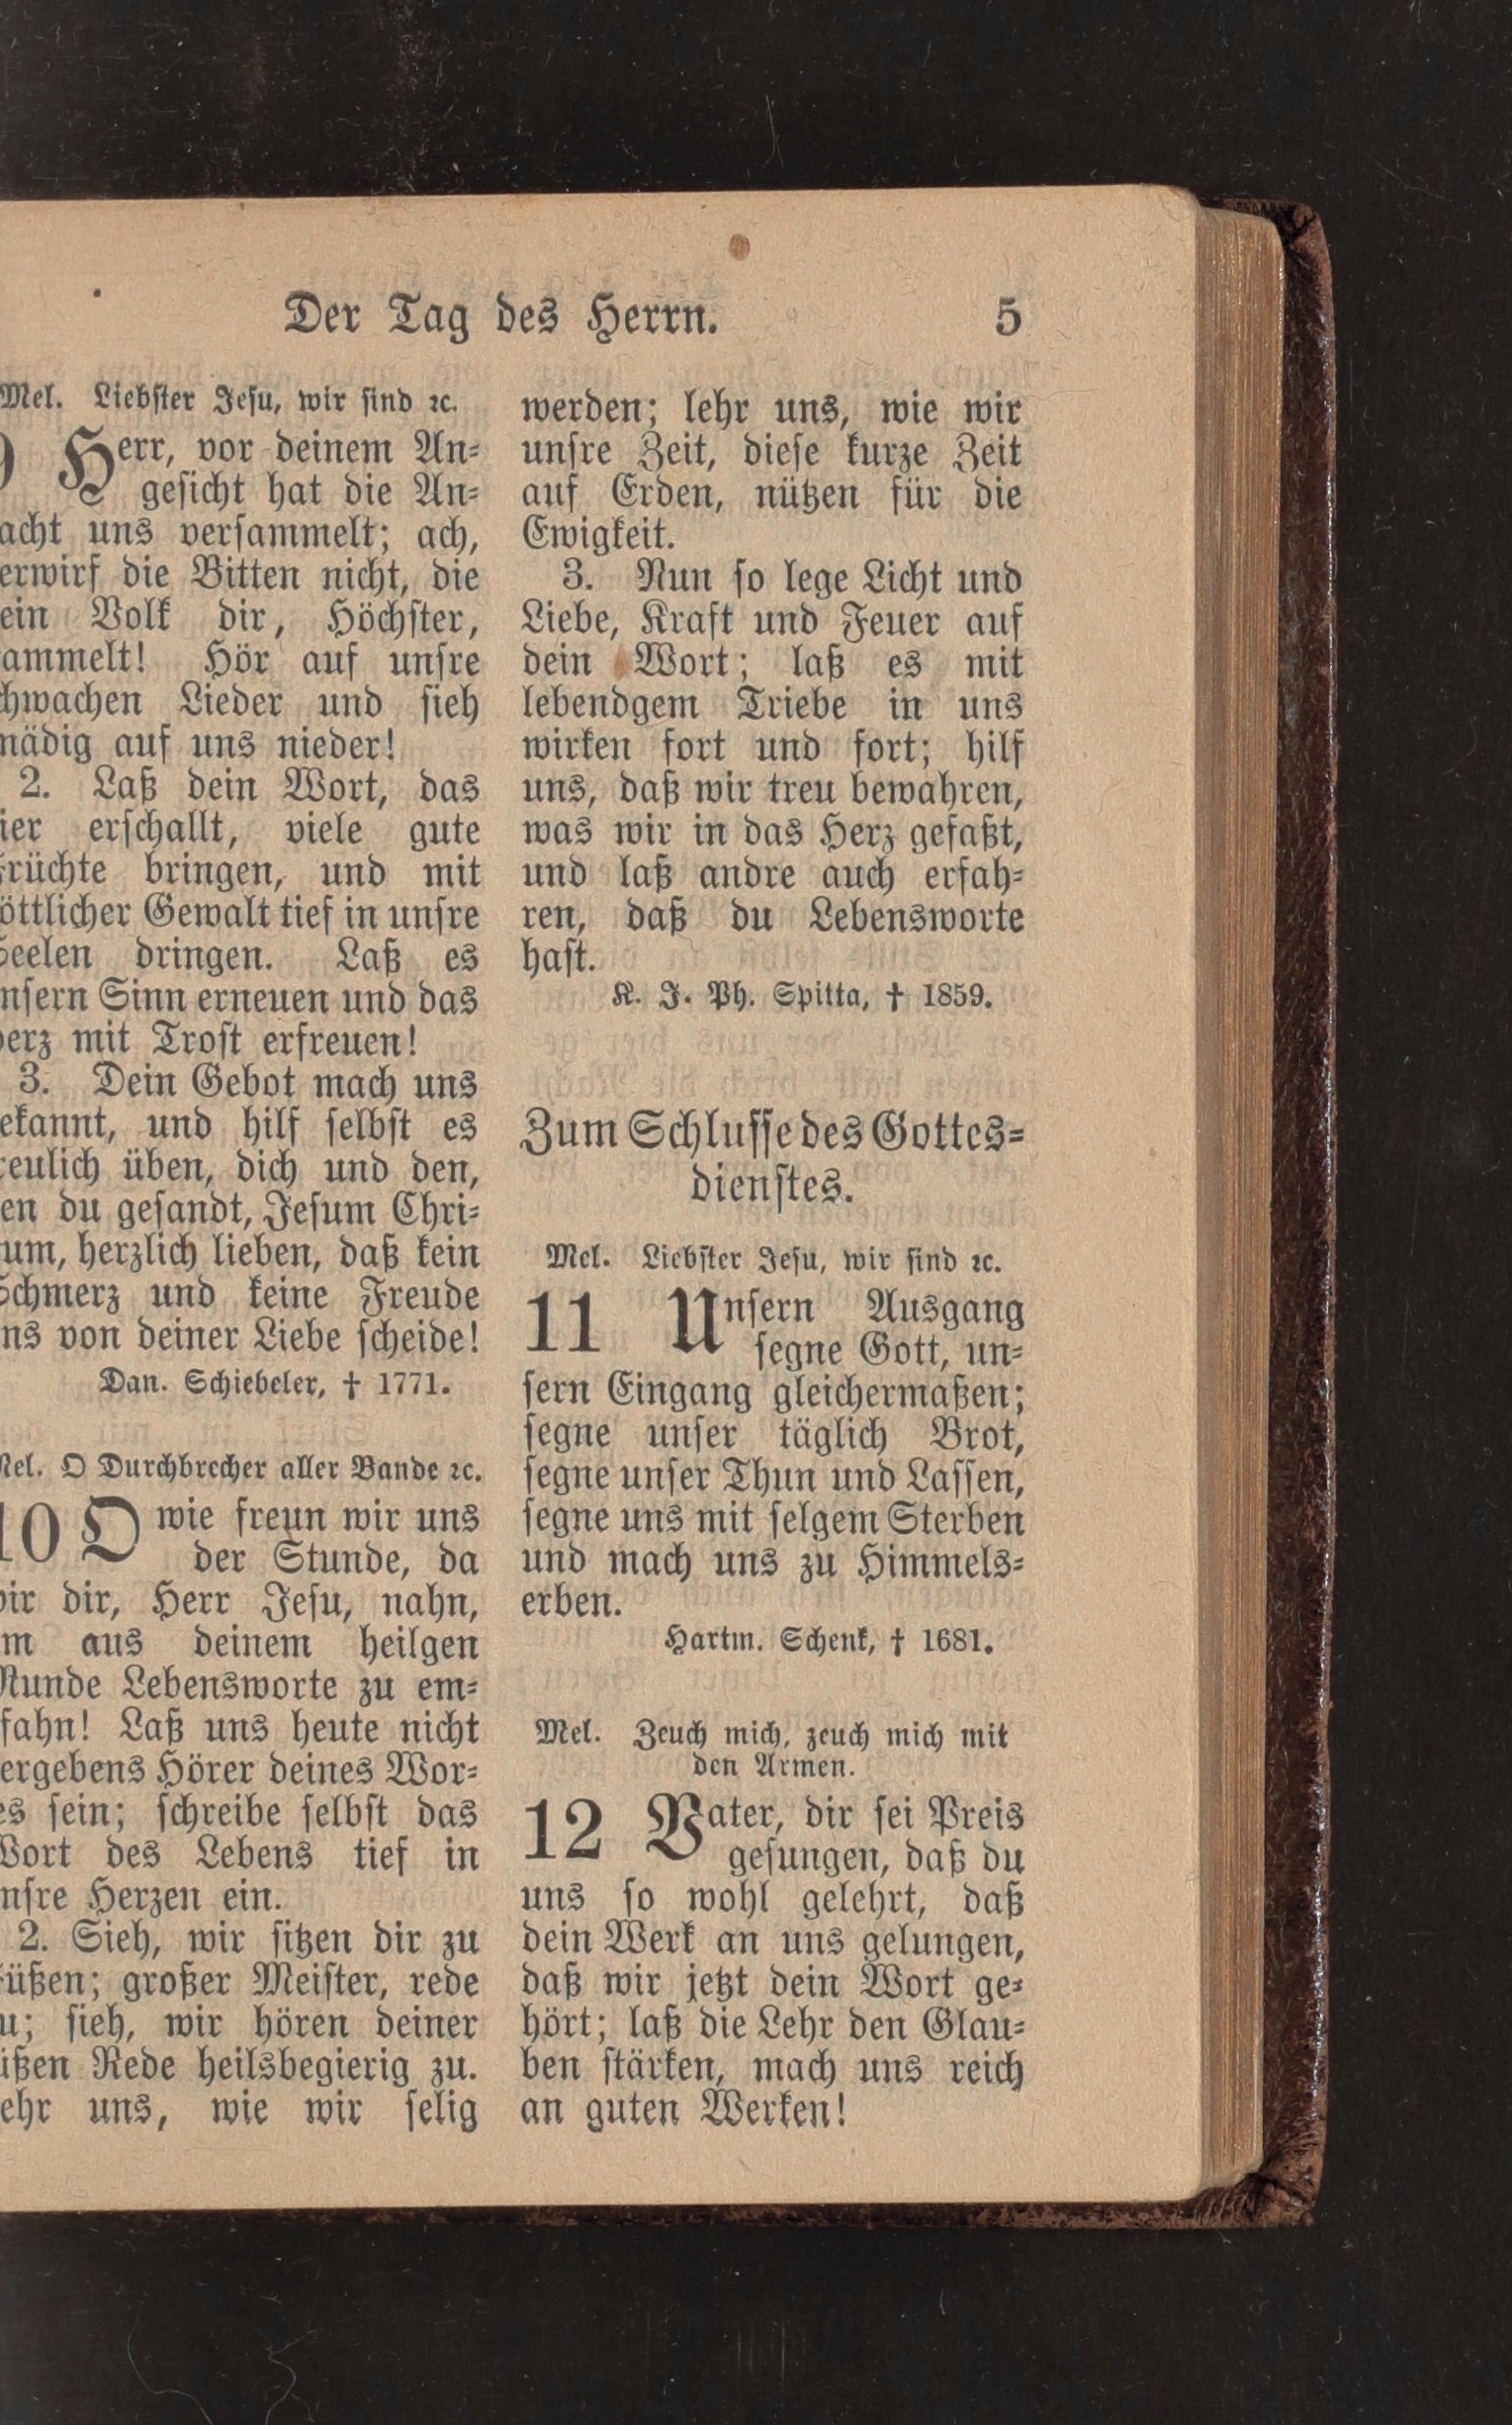 Der Tag des Herrn. 5
Mel. Liebster Jesu, wir sind ꝛc.
9 Herr, vor deinem An-
gesicht hat die An-
acht uns versammelt; ach,
erwirf die Bitten nicht, die
ein Volk dir, Höchster,
ammelt! Hör auf unsre
chwachen Lieder und sieh
nädig auf uns nieder!
2. Laß dein Wort, das
ier erschallt, viele gute
rüchte bringen, und mit
öttlicher Gewalt tief in unsre
Seelen dringen. Laß es
nsern Sinn erneuen und das
erz mit Trost erfreuen!
3. Dein Gebot mach uns
ekannt, und hilf selbst es
reulich üben, dich und den,
en du gesandt, Jesum Chri-
tum, herzlich lieben, daß kein
Schmerz und keine Freude
ns von deiner Liebe scheide!
Dan. Schiebeler, † 1771.
Mel. O Durchbrecher aller Bande ꝛc.
10 O wie freun wir uns
der Stunde, da
wir dir, Herr Jesu, nahn,
m aus deinem heilgen
Munde Lebensworte zu em-
fahn! Laß uns heute nicht
ergebens Hörer deines Wor-
es sein; schreibe selbst das
Wort des Lebens tief in
nsre Herzen ein.
2. Sieh, wir sitzen dir zu
Füßen; großer Meister, rede
u; sieh, wir hören deiner
üßen Rede heilsbegierig zu.
ehr uns, wie wir selig
werden; lehr uns, wie wir
unsre Zeit, diese kurze Zeit
auf Erden, nützen für die
Ewigkeit.
3. Nun so lege Licht und
Liebe, Kraft und Feuer auf
dein Wort; laß es mit
lebendgem Triebe in uns
wirken fort und fort; hilf
uns, daß wir treu bewahren,
was wir in das Herz gefaßt,
und laß andre auch erfah-
ren, daß du Lebensworte
hast.
K. J. Ph. Spitta, † 1859.
Zum Schlusse des Gottes-
dienstes.
Mel. Liebster Jesu, wir sind ꝛc.
11 Unsern Ausgang
segne Gott, un-
sern Eingang gleichermaßen;
segne unser täglich Brot,
segne unser Thun und Lassen,
segne uns mit selgem Sterben
und mach uns zu Himmels-
erben.
Hartm. Schenk, † 1681.
Mel. Zeuch mich, zeuch mich mit
den Armen.
12 Vater, dir sei Preis
gesungen, daß du
uns so wohl gelehrt, daß
dein Werk an uns gelungen,
daß wir jetzt dein Wort ge-
hört; laß die Lehr den Glau-
ben stärken, mach uns reich
an guten Werken!